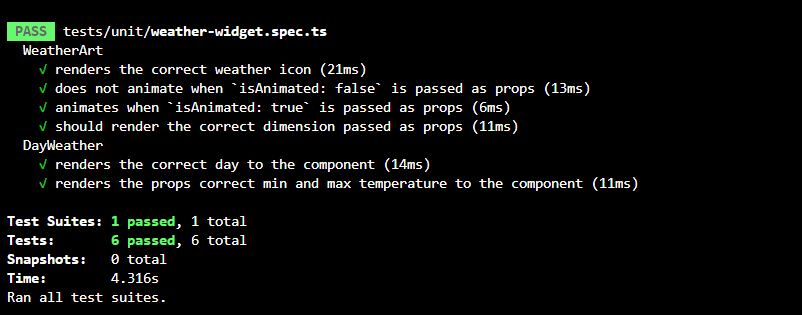 PASS tests/unit/weather-widget.spec.ts
WeatherArt
√ renders the correct weather icon (21ms)
√ does not animate when `isAnimated: false` is passed as props (13ms)
√ animates when `isAnimated: true` is passed as props (6ms)
√ should render the correct dimension passed as props (11ms)
DayWeather
√ renders the correct day to the component (14ms)
√ renders the props correct min and max temperature to the component (11ms)
Test Suites: 1 passed, 1 total
Tests: 6 passed, 6 total
Snapshots: 0 total
Time: 4.316s
Ran all test suites.